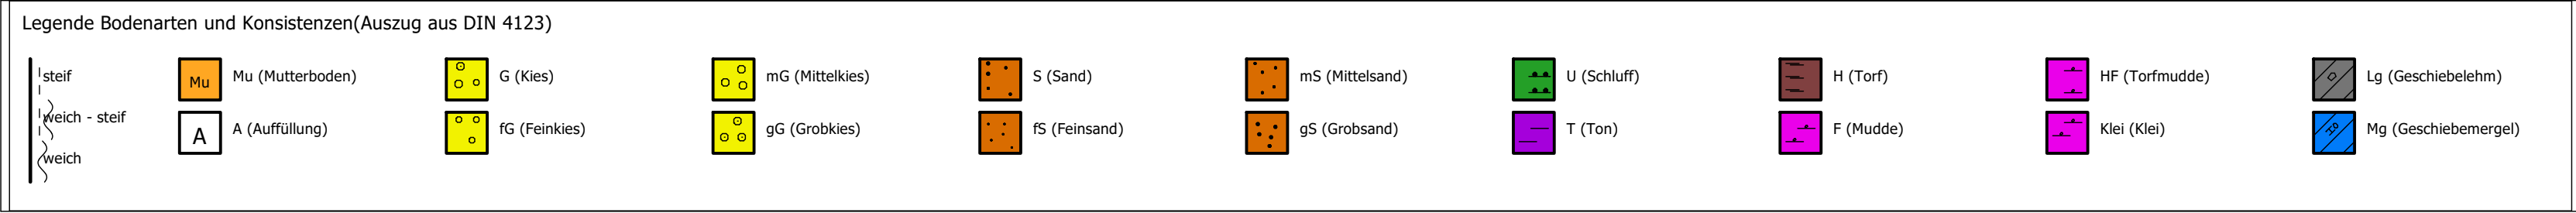 Legende Bodenarten und Konsistenzen(Auszug aus DIN 4123)
steif
weich - steif
weich
Mu
Mu (Mutterboden)
A
A (Auffüllung)
G (Kies)
fG (Feinkies)
mG (Mittelkies)
gG (Grobkies)
S (Sand)
fS (Feinsand)
mS (Mittelsand)
gS (Grobsand)
U (Schluff)
T (Ton)
H (Torf)
F (Mudde)
HF (Torfmudde)
Klei (Klei)
Lg (Geschiebelehm)
Mg (Geschiebemergel)